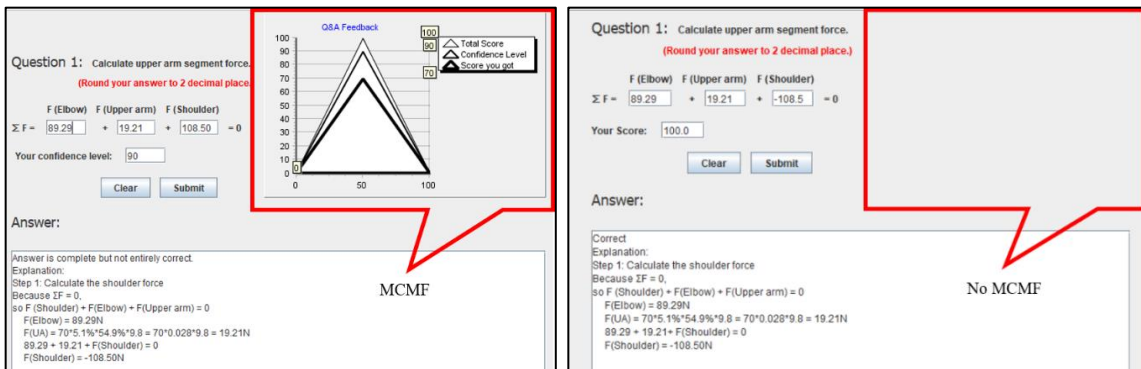 Q&A Feedback
100
90
80
70
60
50
40
30
20
10
0
0
0 50 100
100
90
70
Total Score
Confidence Level
Score you got
Question 1: Calculate upper arm segment force.
(Round your answer to 2 decimal place.
F (Elbow) F (Upper arm) F (Shoulder)
Σ F = 89.29 + 19.21 + 108.50 = 0
Your confidence level: 90
Clear Submit
Answer:
Answer is complete but not entirely correct.
Explanation:
Step 1: Calculate the shoulder force
Because ΣF = 0,
so F (Shoulder) + F(Elbow) + F(Upper arm) = 0
F(Elbow) = 89.29N
F(UA) = 70*5.1%*54.9%*9.8 = 70*0.028*9.8 = 19.21N
89.29 + 19.21 + F(Shoulder) = 0
F(Shoulder) = -108.50N
MCMF
Question 1: Calculate upper arm segment force.
(Round your answer to 2 decimal place.)
F (Elbow) F (Upper arm) F (Shoulder)
Σ F = 89.29 + 19.21 + -108.5 = 0
Your Score: 100.0
Clear Submit
Answer:
Correct
Explanation:
Step 1: Calculate the shoulder force
Because ΣF = 0,
so F (Shoulder) + F(Elbow) + F(Upper arm) = 0
F(Elbow) = 89.29N
F(UA) = 70*5.1%*54.9%*9.8 = 70*0.028*9.8 = 19.21N
89.29 + 19.21+ F(Shoulder) = 0
F(Shoulder) = -108.50N
No MCMF